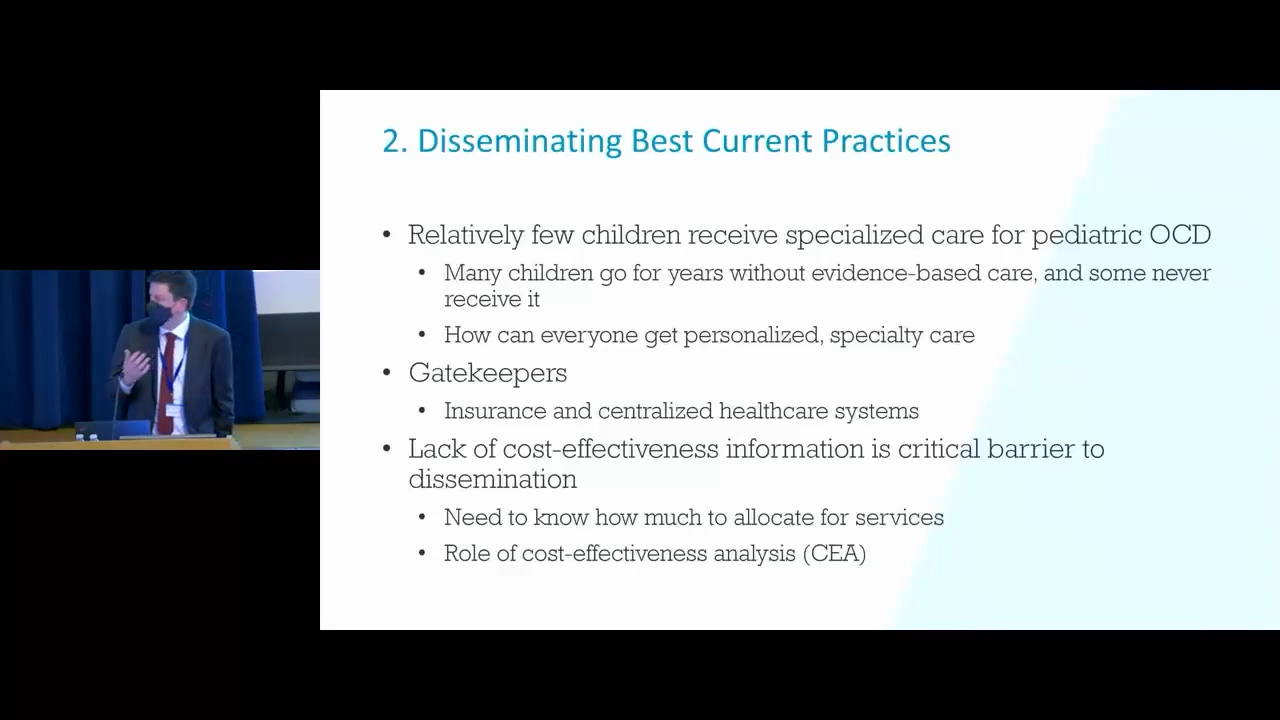 2. Disseminating Best Current Practices
• Relatively few children receive specialized care for pediatric OCD
• Many children go for years without evidence-based care, and some never
receive it
• How can everyone get personalized, specialty care
• Gatekeepers
• Insurance and centralized healthcare systems
• Lack of cost-effectiveness information is critical barrier to
dissemination
• Need to know how much to allocate for services
• Role of cost-effectiveness analysis (CEA)